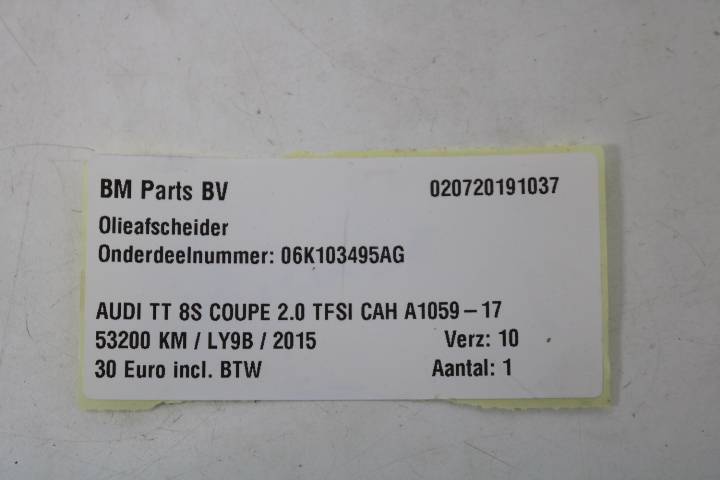 BM Parts BV 020720191037
Olieafscheider
Onderdeelnummer: 06K103495AG
AUDI TT 8S COUPE 2.0 TFSI CAH A1059-17
53200 KM / LY9B / 2015 Verz: 10
30 Euro incl. BTW Aantal: 1